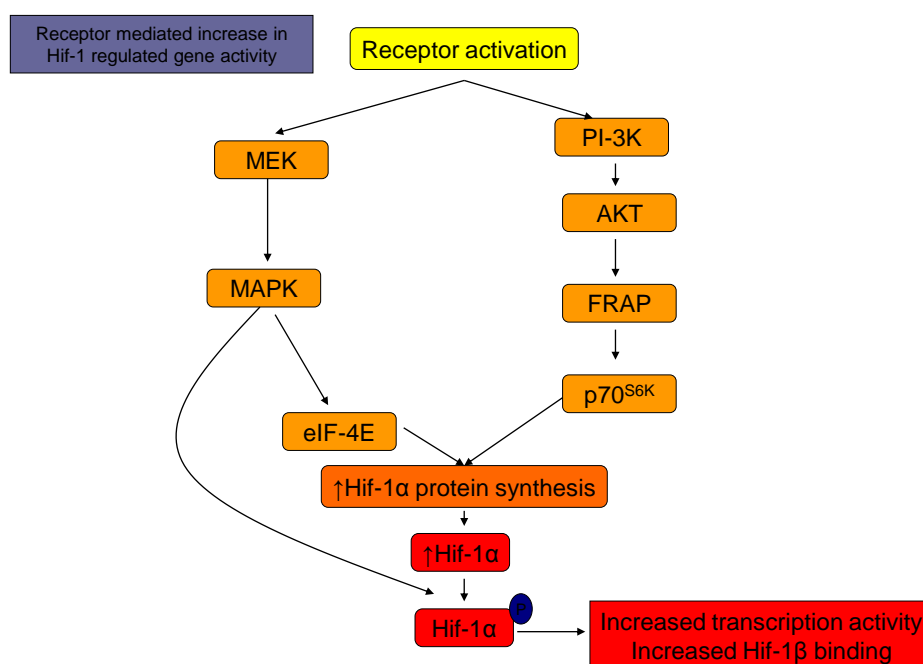 Receptor mediated increase in
Hif-1 regulated gene activity
Receptor activation
MEK
PI-3K
AKT
MAPK
FRAP
p70S6K
eIF-4E
↑Hif-1α protein synthesis
↑Hif-1α
Hif-1α
P
Increased transcription activity
Increased Hif-1β binding